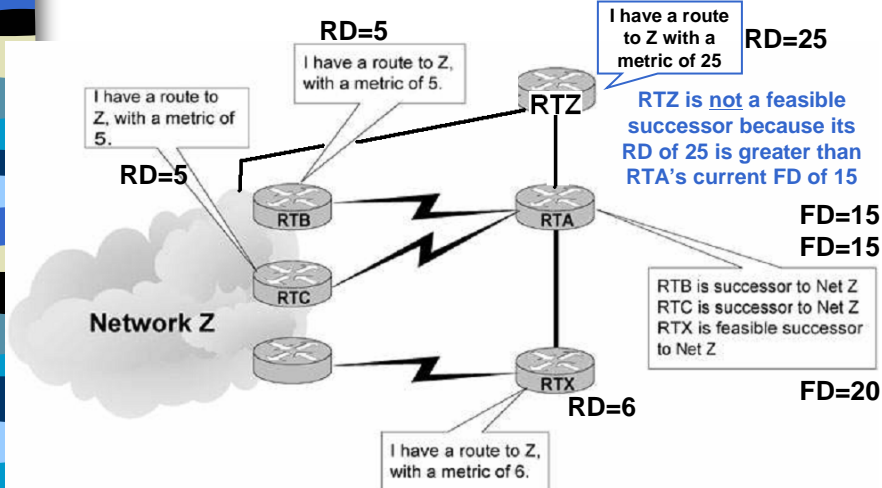 RD=5
I have a route to Z,
with a metric of 5.
I have a route
to Z with a
metric of 25
RD=25
I have a route to
Z, with a metric of
5.
RD=5
RTZ
RTZ is not a feasible
successor because its
RD of 25 is greater than
RTA's current FD of 15
RTB
RTA
FD=15
FD=15
RTC
Network Z
RTB is successor to Net Z
RTC is successor to Net Z
RTX is feasible successor
to Net Z
RTX
RD=6
FD=20
I have a route to Z,
with a metric of 6.